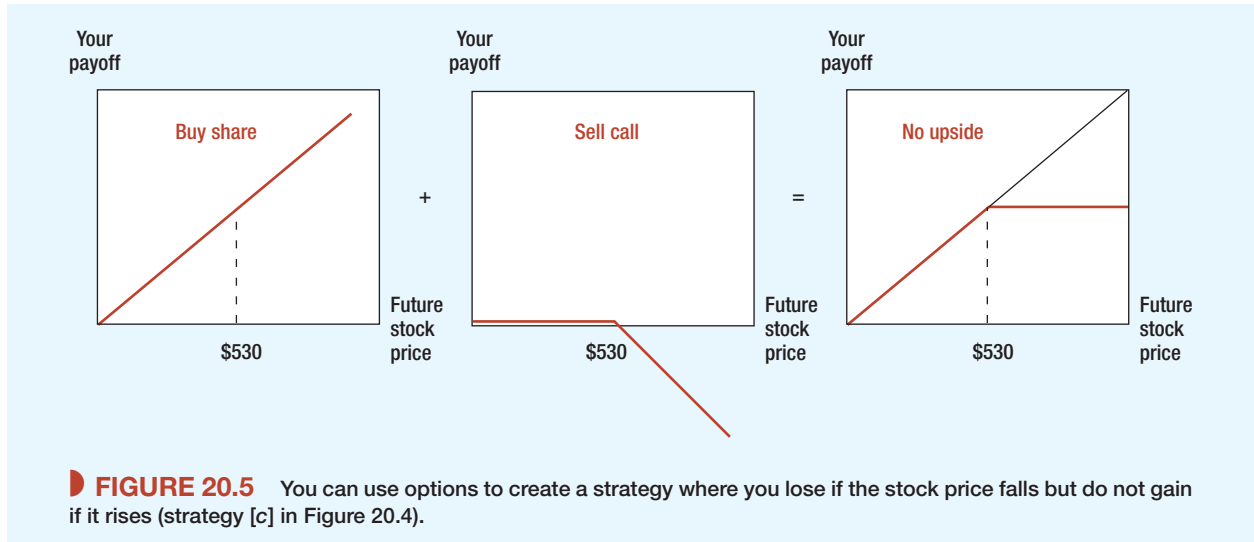 Your
payoff
Buy share
$530
Future
stock
price
+
Your
payoff
Sell call
$530
Future
stock
price
=
Your
payoff
No upside
$530
Future
stock
price
FIGURE 20.5 You can use options to create a strategy where you lose if the stock price falls but do not gain
if it rises (strategy [c] in Figure 20.4).